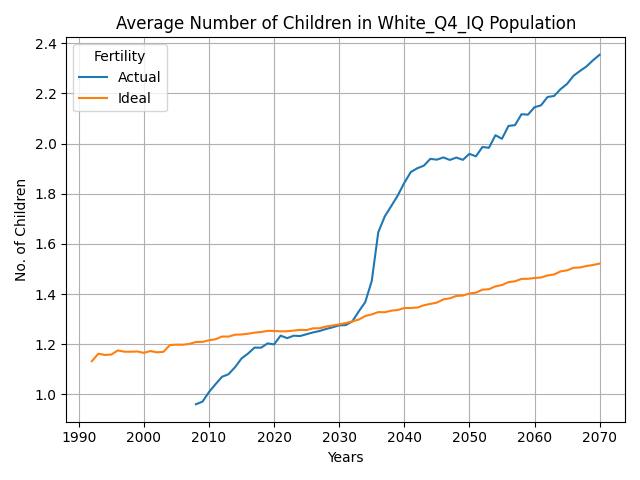 Average Number of Children in White_Q4_IQ Population
Fertility
Actual
Ideal
No. of Children
2.4
2.2
2.0
1.8
1.6
1.4
1.2
1.0
1990 2000 2010 2020 2030 2040 2050 2060 2070
Years